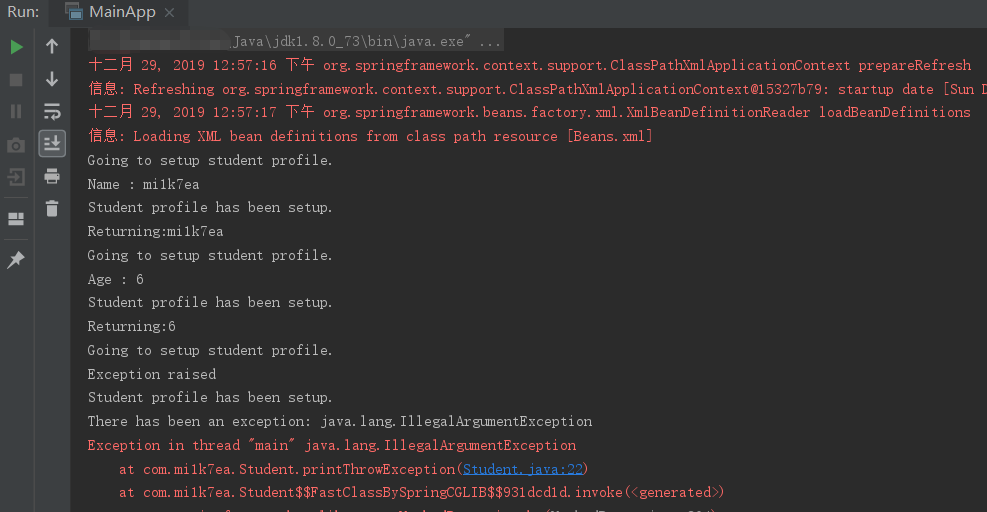 Run: MainApp
Java\jdk1.8.0_73\bin\java.exe" ...
十二月 29, 2019 12:57:16 下午 org.springframework.context.support.ClassPathXmlApplicationContext prepareRefresh
信息: Refreshing org.springframework.context.support.ClassPathXmlApplicationContext@15327b79: startup date [Sun D
十二月 29, 2019 12:57:17 下午 org.springframework.beans.factory.xml.XmlBeanDefinitionReader loadBeanDefinitions
信息: Loading XML bean definitions from class path resource [Beans.xml]
Going to setup student profile.
Name : mi1k7ea
Student profile has been setup.
Returning:mi1k7ea
Going to setup student profile.
Age : 6
Student profile has been setup.
Returning:6
Going to setup student profile.
Exception raised
Student profile has been setup.
There has been an exception: java.lang.IllegalArgumentException
Exception in thread "main" java.lang.IllegalArgumentException
at com.mi1k7ea.Student.printThrowException(Student.java:22)
at com.mi1k7ea.Student$$FastClassBySpringCGLIB$$931dcd1d.invoke(<generated>)